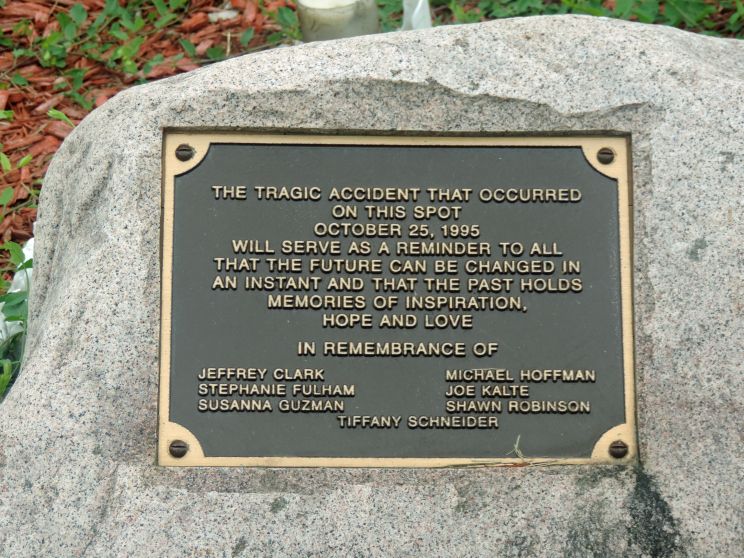 THE TRAGIC ACCIDENT THAT OCCURRED
ON THIS SPOT
OCTOBER 25, 1995
WILL SERVE AS A REMINDER TO ALL
THAT THE FUTURE CAN BE CHANGED IN
AN INSTANT AND THAT THE PAST HOLDS
MEMORIES OF INSPIRATION,
HOPE AND LOVE
IN REMEMBRANCE OF
JEFFREY CLARK MICHAEL HOFFMAN
STEPHANIE FULHAM JOE KALTE
SUSANNA GUZMAN SHAWN ROBINSON
TIFFANY SCHNEIDER